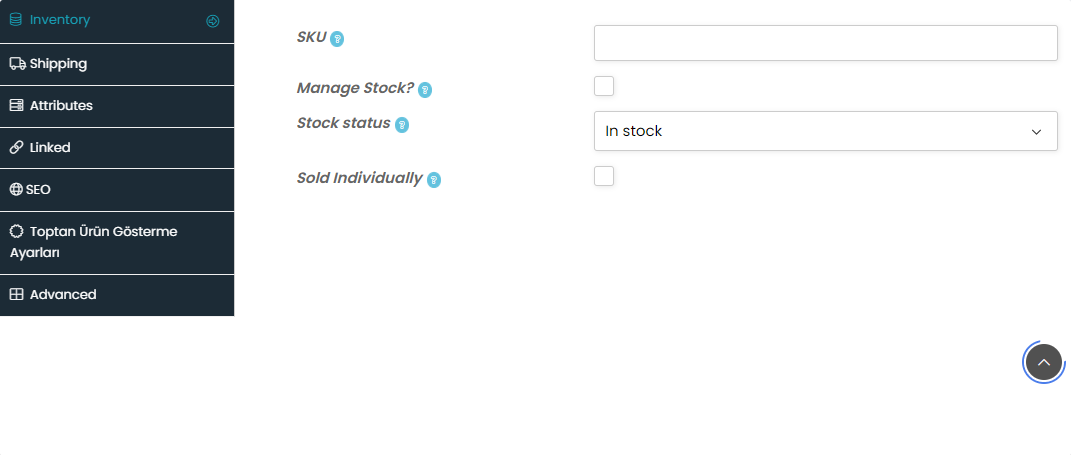 Inventory
Shipping
Attributes
Linked
SEO
Toptan Ürün Gösterme
Ayarları
Advanced
SKU
Manage Stock?
Stock status
In stock
Sold Individually